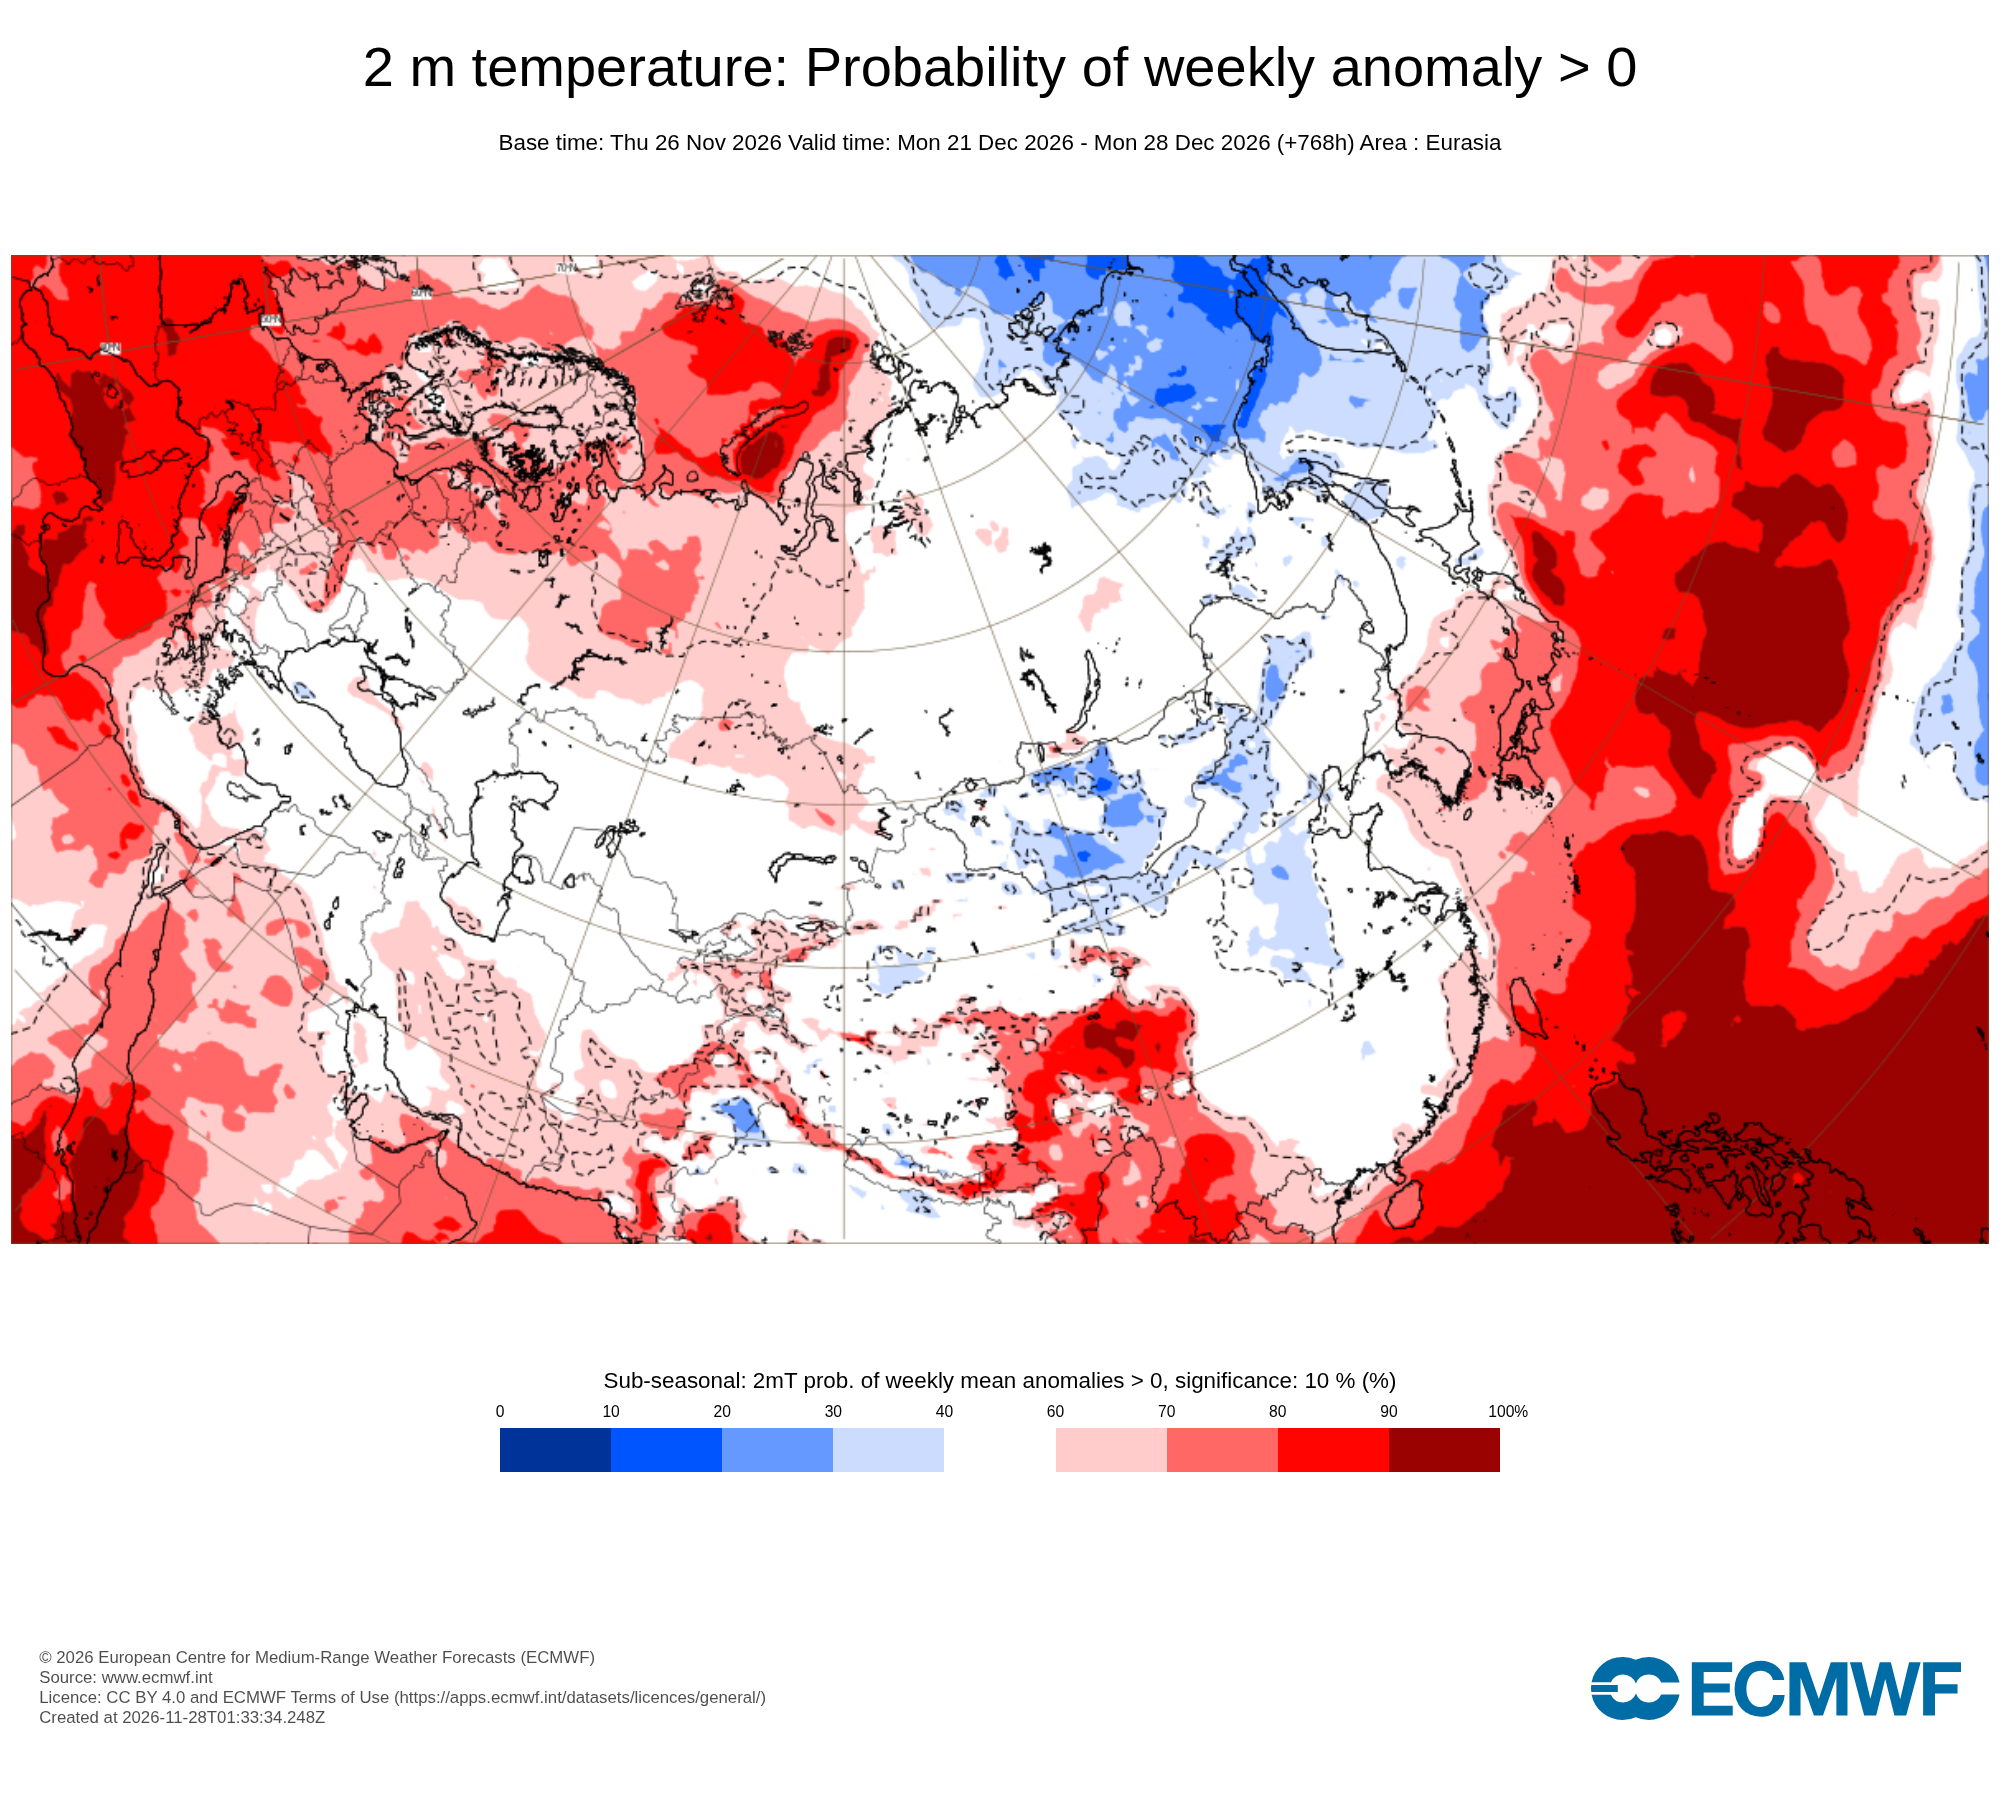 2 m temperature: Probability of weekly anomaly > 0
Base time: Thu 26 Nov 2026 Valid time: Mon 21 Dec 2026 - Mon 28 Dec 2026 (+768h) Area : Eurasia
70°N
60°N
50°N
Sub-seasonal: 2mT prob. of weekly mean anomalies > 0, significance: 10 % (%)
0 10 20 30 40 60 70 80 90 100%
© 2026 European Centre for Medium-Range Weather Forecasts (ECMWF)
Source: www.ecmwf.int
Licence: CC BY 4.0 and ECMWF Terms of Use (https://apps.ecmwf.int/datasets/licences/general/)
Created at 2026-11-28T01:33:34.248Z
ECMWF